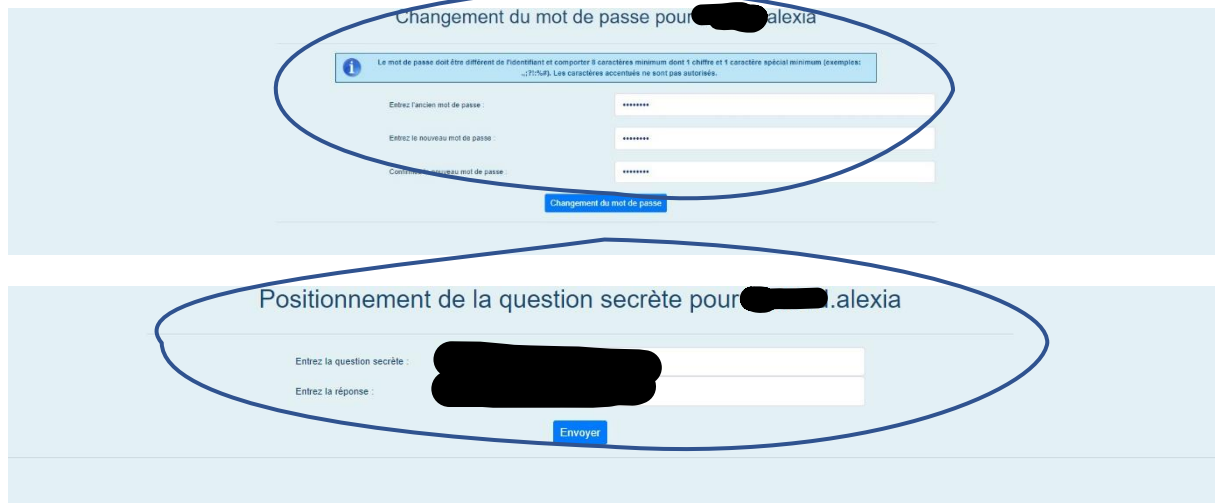 Changement du mot de passe pour alexia
Le mot de passe doit être différent de l'identifiant et comporter 8 caractères minimum dont 1 chiffre et 1 caractère spécial minimum (exemples:
.,;?!:%#). Les caractères accentués ne sont pas autorisés.
Entrez l'ancien mot de passe :
Entrez le nouveau mot de passe :
nouveau mot de passe :
Changement du mot de passe
Positionnement de la question secrète pour .alexia
Entrez la question secrète :
Entrez la réponse :
Envoyer